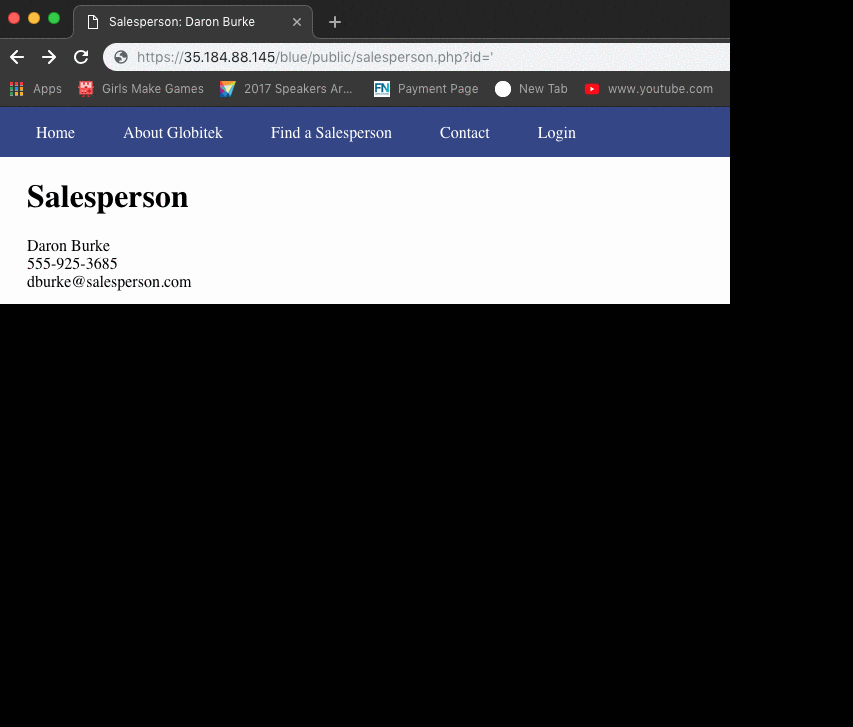 Salesperson: Daron Burke
https://35.184.88.145/blue/public/salesperson.php?id='
Apps Girls Make Games 2017 Speakers Ar... FN Payment Page New Tab www.youtube.com
Home About Globitek Find a Salesperson Contact Login
Salesperson
Daron Burke
555-925-3685
dburke@salesperson.com